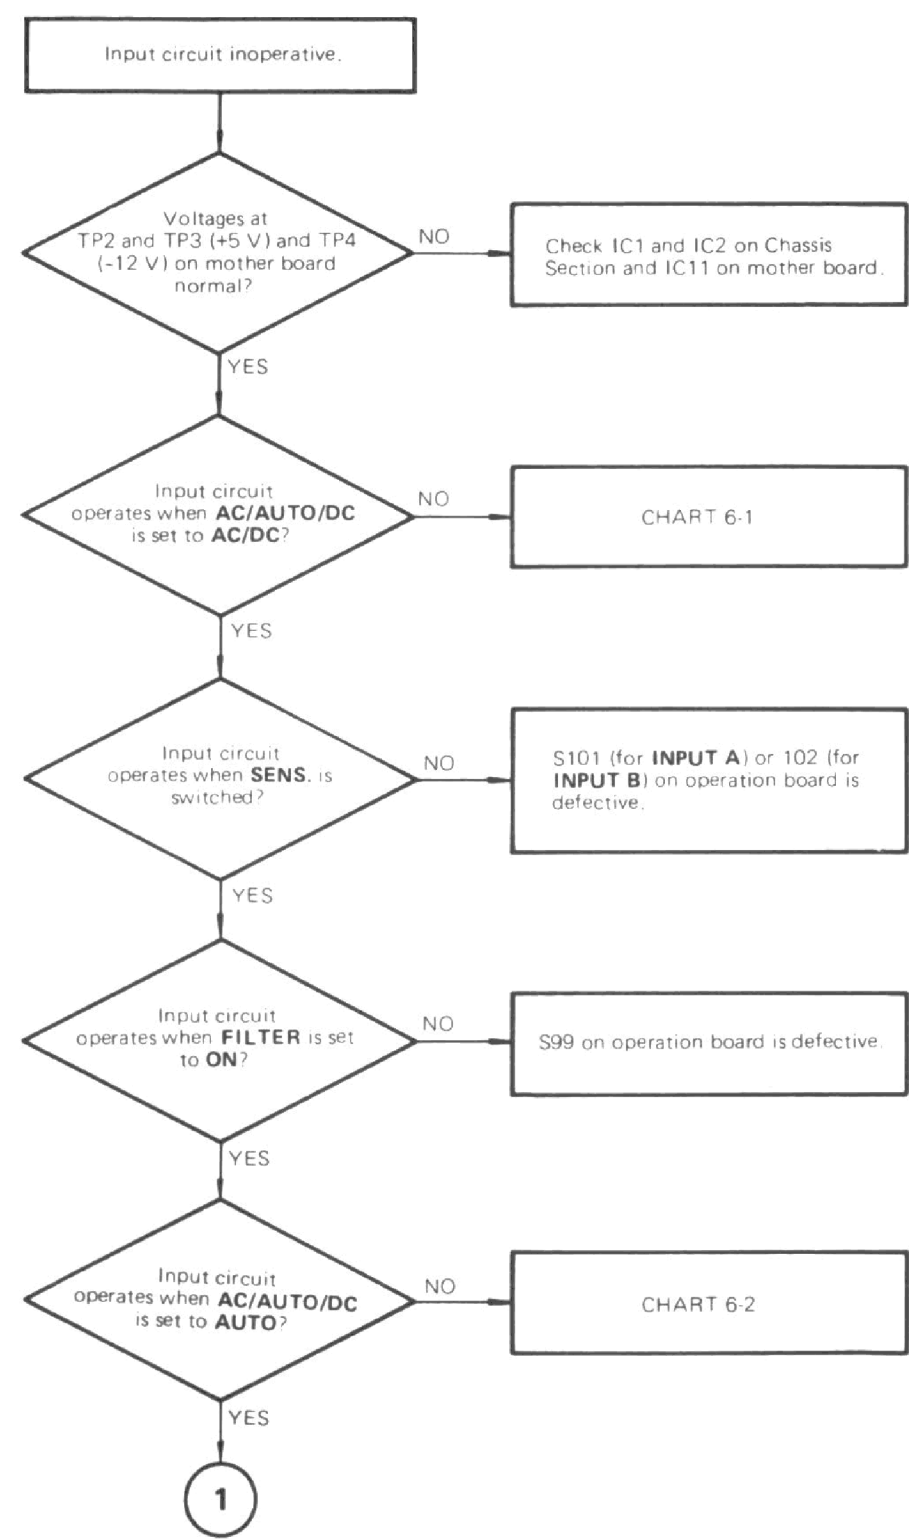 Input circuit inoperative.
Voltages at
TP2 and TP3 (+5 V) and TP4
(-12 V) on mother board
normal?
NO
Check IC1 and IC2 on Chassis
Section and IC11 on mother board.
YES
Input circuit
operates when AC/AUTO/DC
is set to AC/DC?
NO
CHART 6-1
YES
Input circuit
operates when SENS. is
switched?
NO
S101 (for INPUT A) or 102 (for
INPUT B) on operation board is
defective.
YES
Input circuit
operates when FILTER is set
to ON?
NO
S99 on operation board is defective.
YES
Input circuit
operates when AC/AUTO/DC
is set to AUTO?
NO
CHART 6-2
YES
1